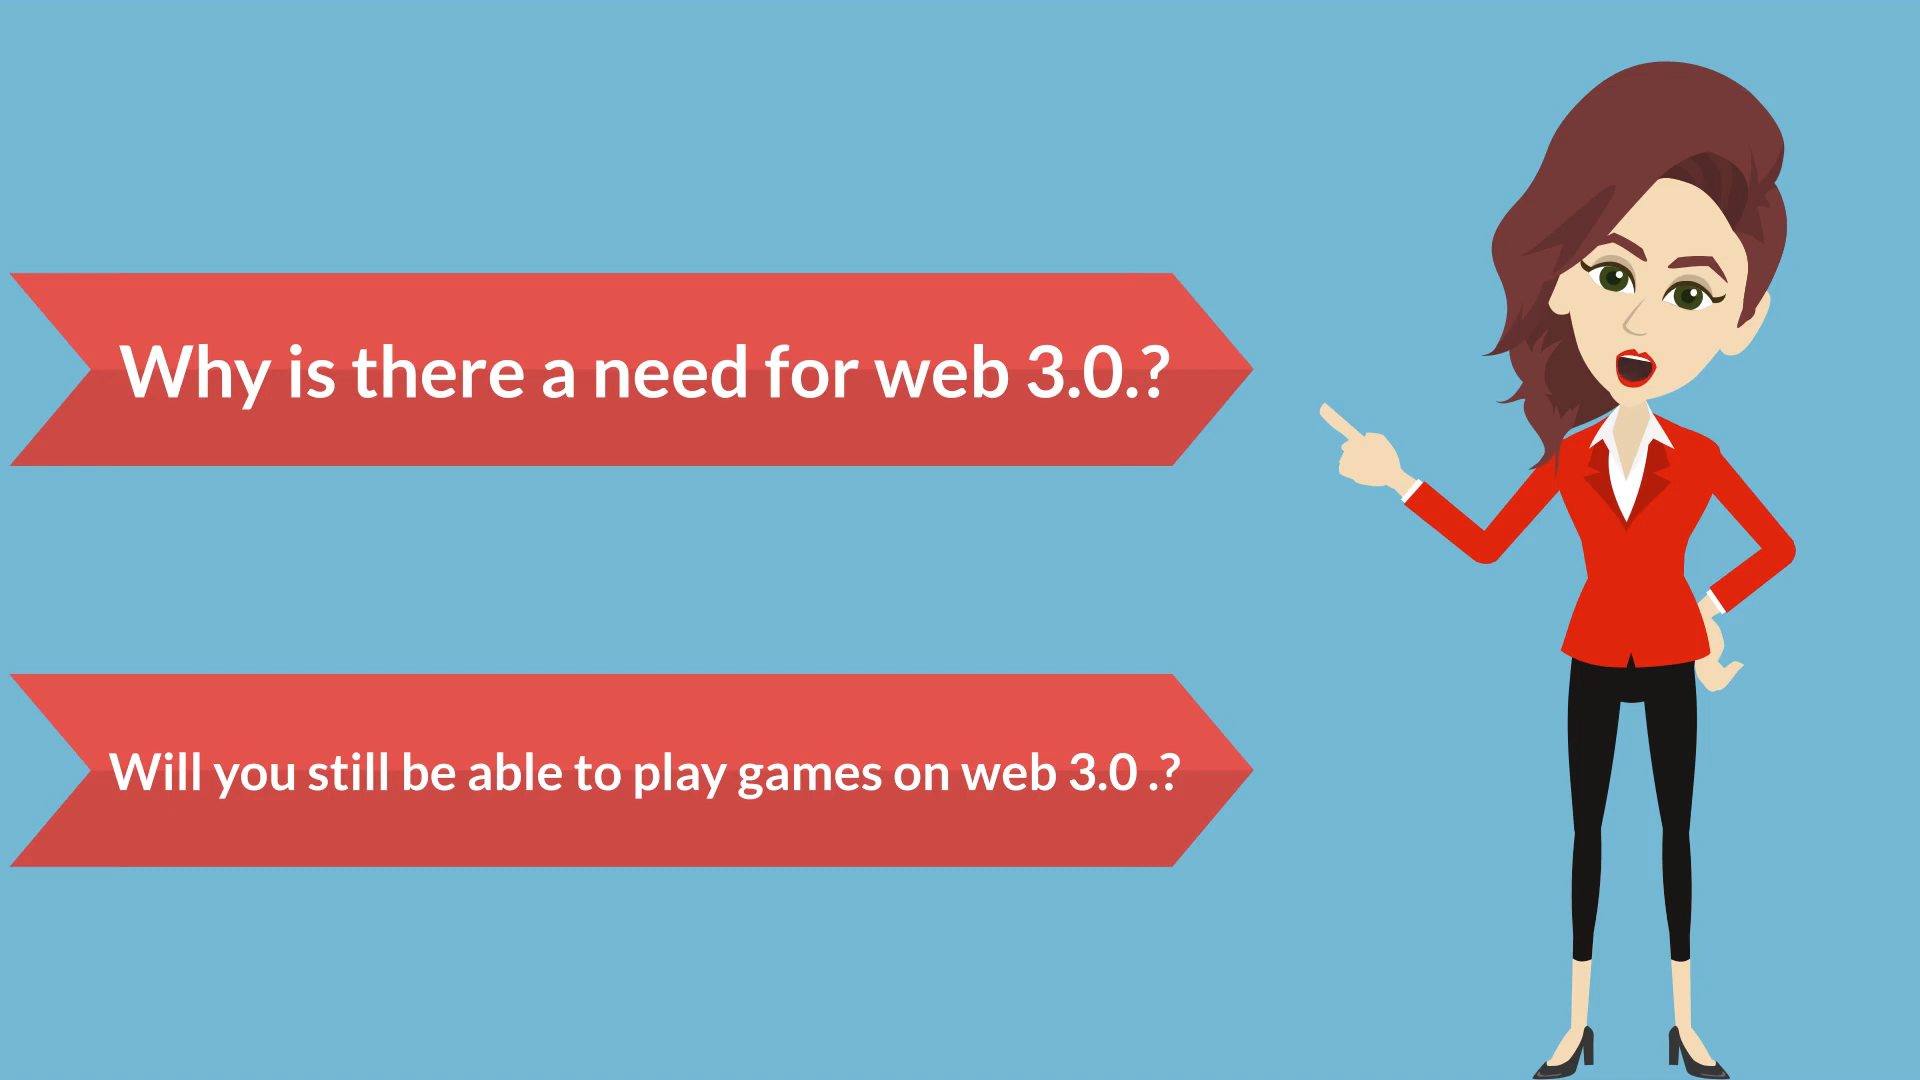 Why is there a need for web 3.0.?
Will you still be able to play games on web 3.0 .?